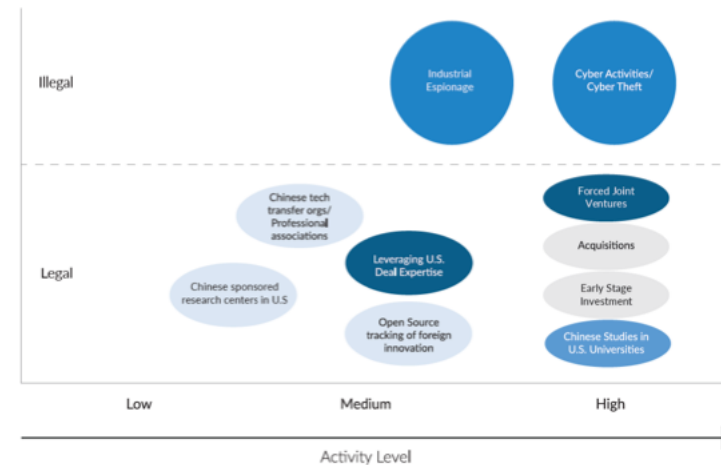 Illegal
Industrial
Espionage
Cyber Activities/
Cyber Theft
Legal
Chinese tech
transfer orgs/
Professional
associations
Forced Joint
Ventures
Leveraging U.S.
Deal Expertise
Acquisitions
Chinese sponsored
research centers in U.S
Early Stage
Investment
Open Source
tracking of foreign
innovation
Chinese Studies in
U.S. Universities
Low
Medium
High
Activity Level